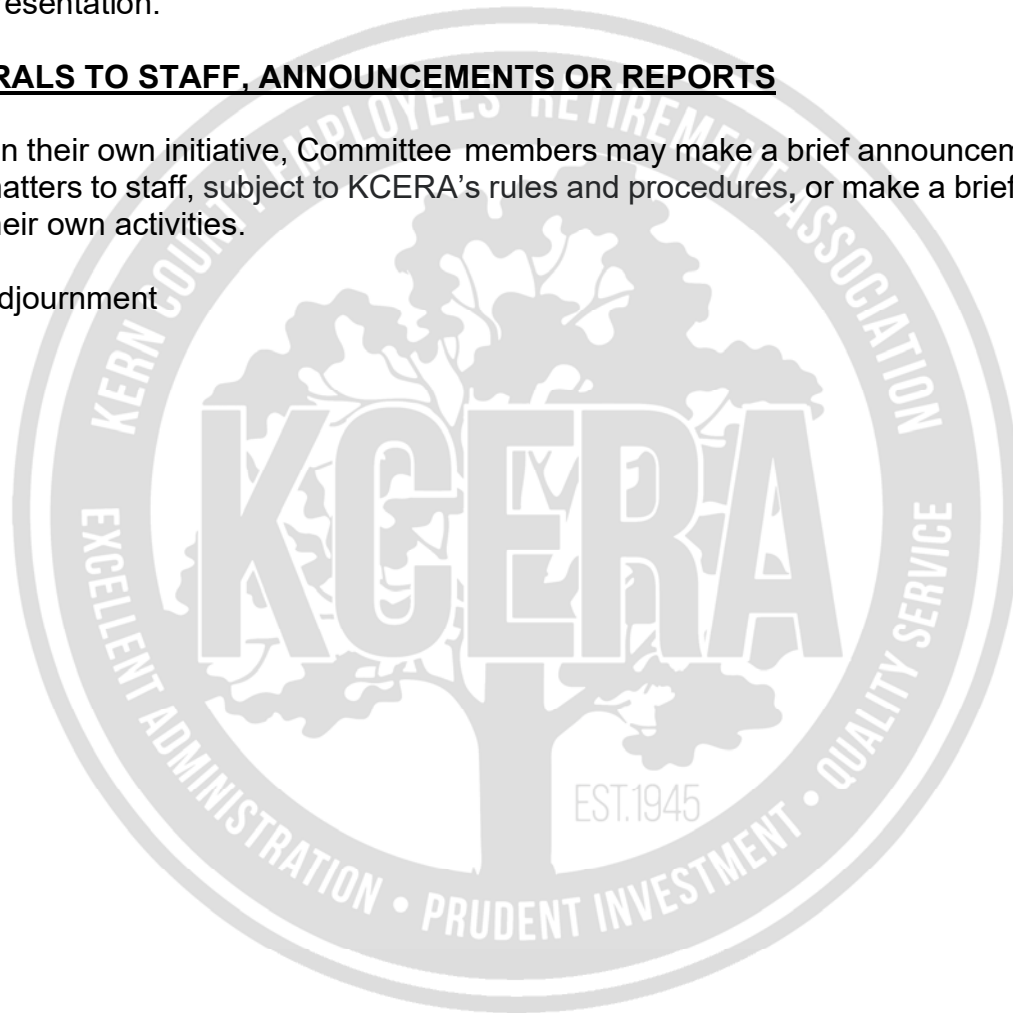 resentation.
RALS TO STAFF, ANNOUNCEMENTS OR REPORTS
n their own initiative, Committee members may make a brief announcem
natters to staff, subject to KCERA’s rules and procedures, or make a brief
heir own activities.
djournment
KERN COUNTY EMPLOYEES RETIREMENT ASSOCIATION
KCERA
EST.1945
EXCELLENT ADMINISTRATION • PRUDENT INVESTMENT • QUALITY SERVICE